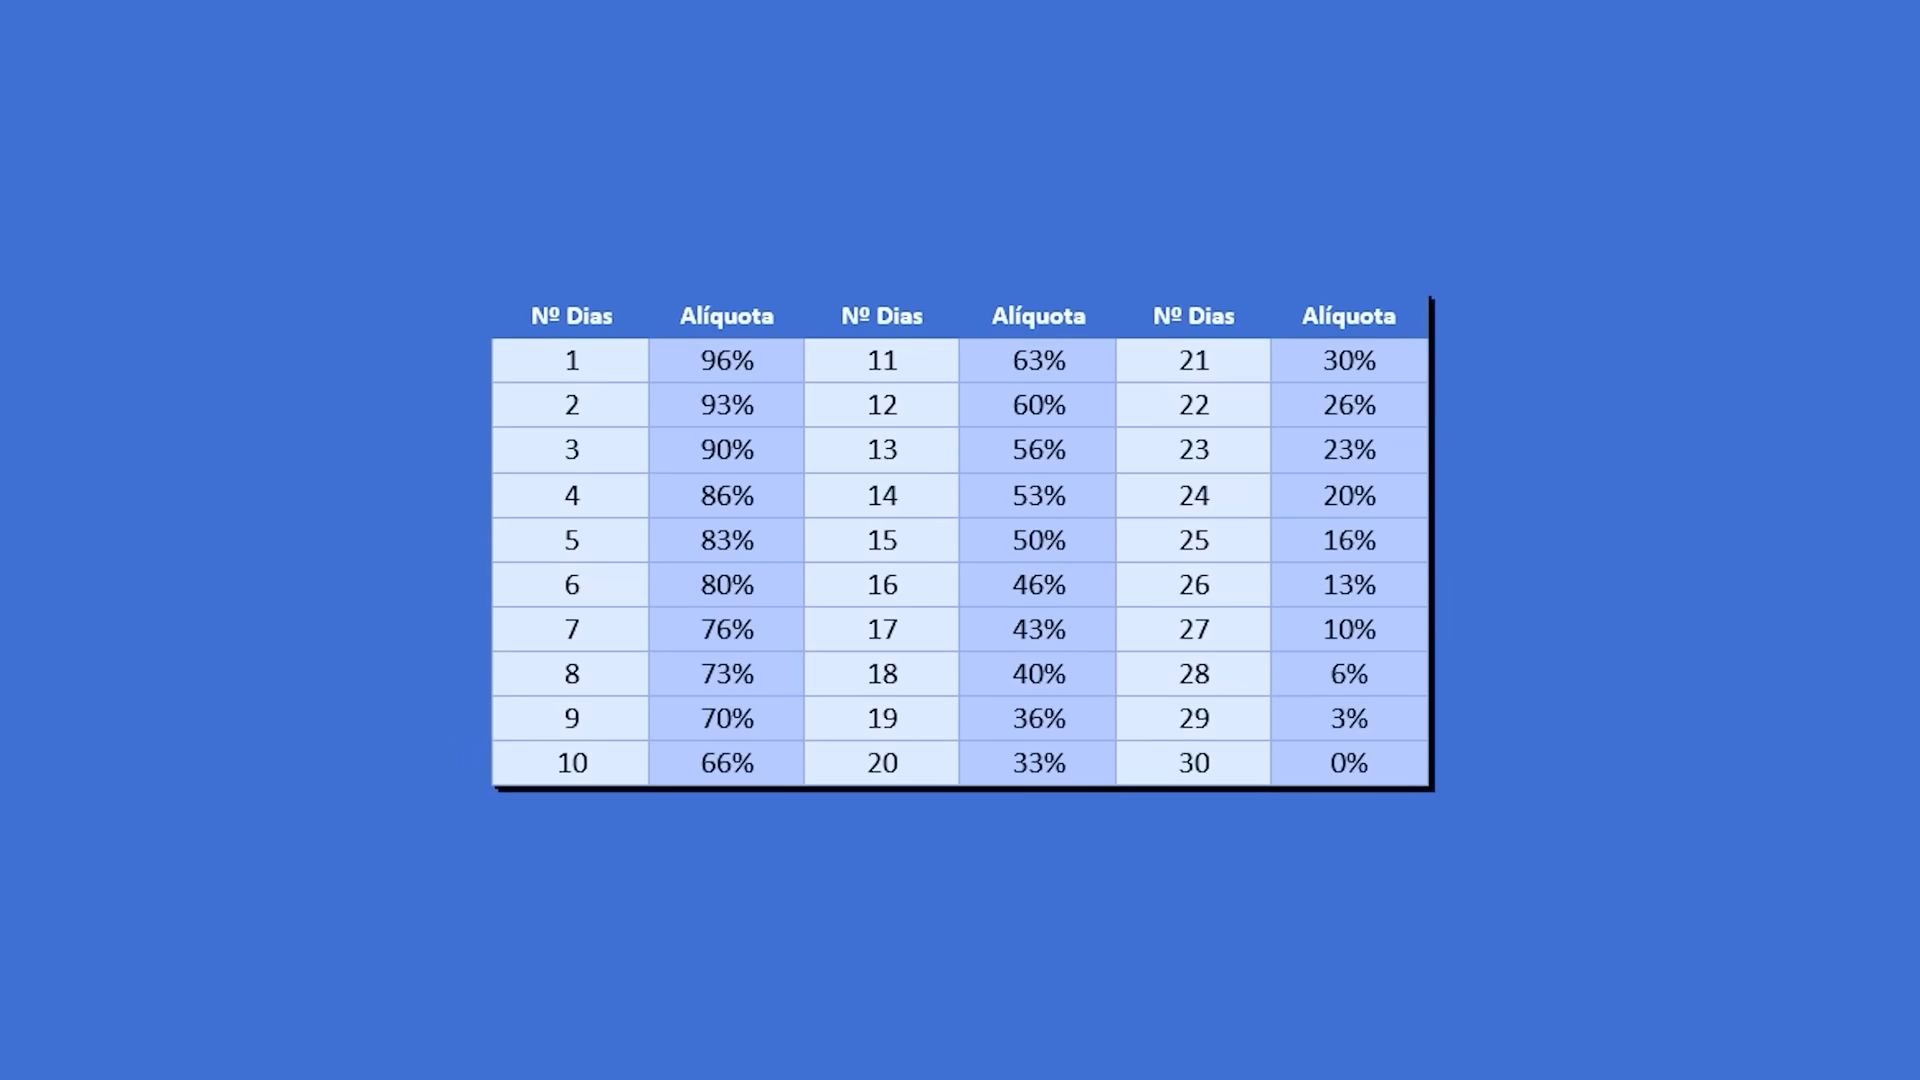 Nº Dias Alíquota Nº Dias Alíquota Nº Dias Alíquota
1 96% 11 63% 21 30%
2 93% 12 60% 22 26%
3 90% 13 56% 23 23%
4 86% 14 53% 24 20%
5 83% 15 50% 25 16%
6 80% 16 46% 26 13%
7 76% 17 43% 27 10%
8 73% 18 40% 28 6%
9 70% 19 36% 29 3%
10 66% 20 33% 30 0%